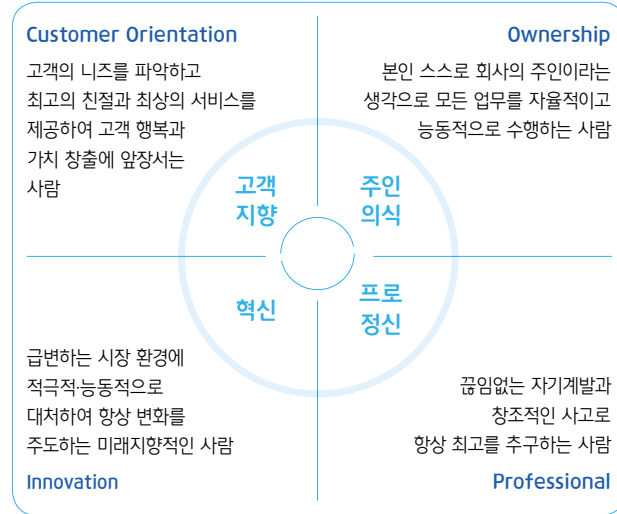 Customer Orientation
고객의 니즈를 파악하고
최고의 친절과 최상의 서비스를
제공하여 고객 행복과
가치 창출에 앞장서는
사람
Ownership
본인 스스로 회사의 주인이라는
생각으로 모든 업무를 자율적이고
능동적으로 수행하는 사람
고객
지향
주인
의식
혁신
프로
정신
급변하는 시장 환경에
적극적·능동적으로
대처하여 항상 변화를
주도하는 미래지향적인 사람
Innovation
끊임없는 자기계발과
창조적인 사고로
항상 최고를 추구하는 사람
Professional